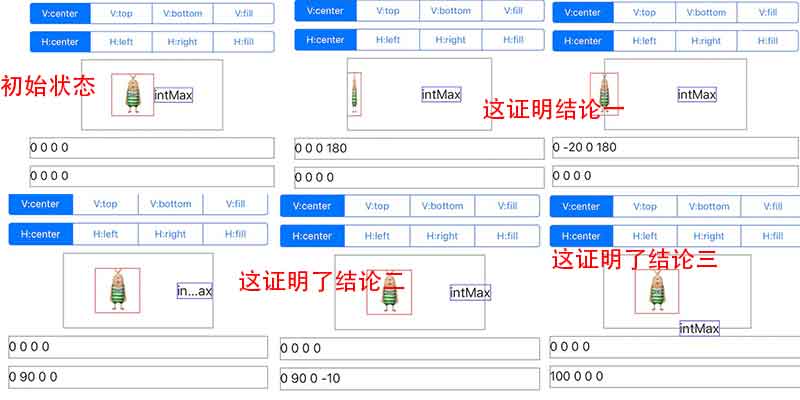 V:center V:top V:bottom V:fill
H:center H:left H:right H:fill
初始状态
intMax
0 0 0 0
0 0 0 0
V:center V:top V:bottom V:fill
H:center H:left H:right H:fill
intMax
0 0 0 180
0 0 0 0
V:center V:top V:bottom V:fill
H:center H:left H:right H:fill
这证明结论一
intMax
0 -20 0 180
0 0 0 0
V:center V:top V:bottom V:fill
H:center H:left H:right H:fill
in...ax
0 0 0 0
0 90 0 0
V:center V:top V:bottom V:fill
H:center H:left H:right H:fill
这证明了结论二
intMax
0 0 0 0
0 90 0 -10
V:center V:top V:bottom V:fill
H:center H:left H:right H:fill
这证明了结论三
intMax
0 0 0 0
100 0 0 0